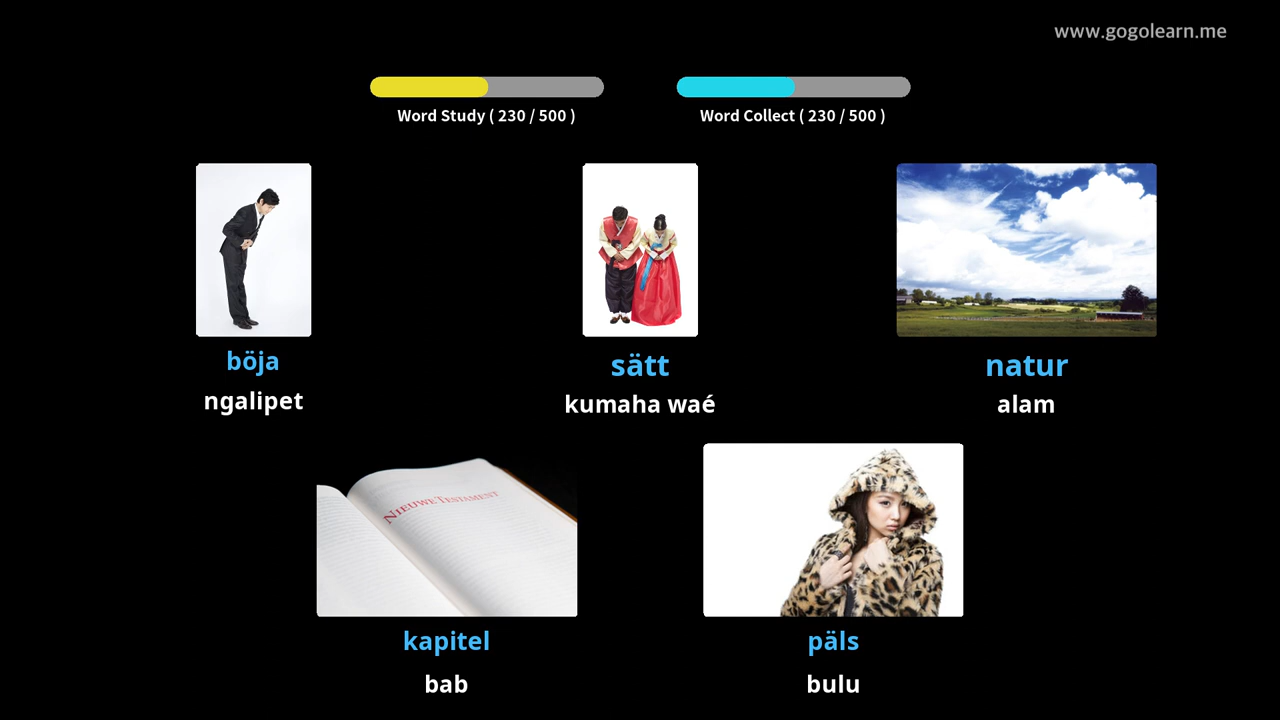 www.gogolearn.me
Word Study ( 230 / 500 )
Word Collect ( 230 / 500 )
böja
ngalipet
sätt
kumaha waé
natur
alam
NIEUWE TESTAMENT
kapitel
bab
päls
bulu